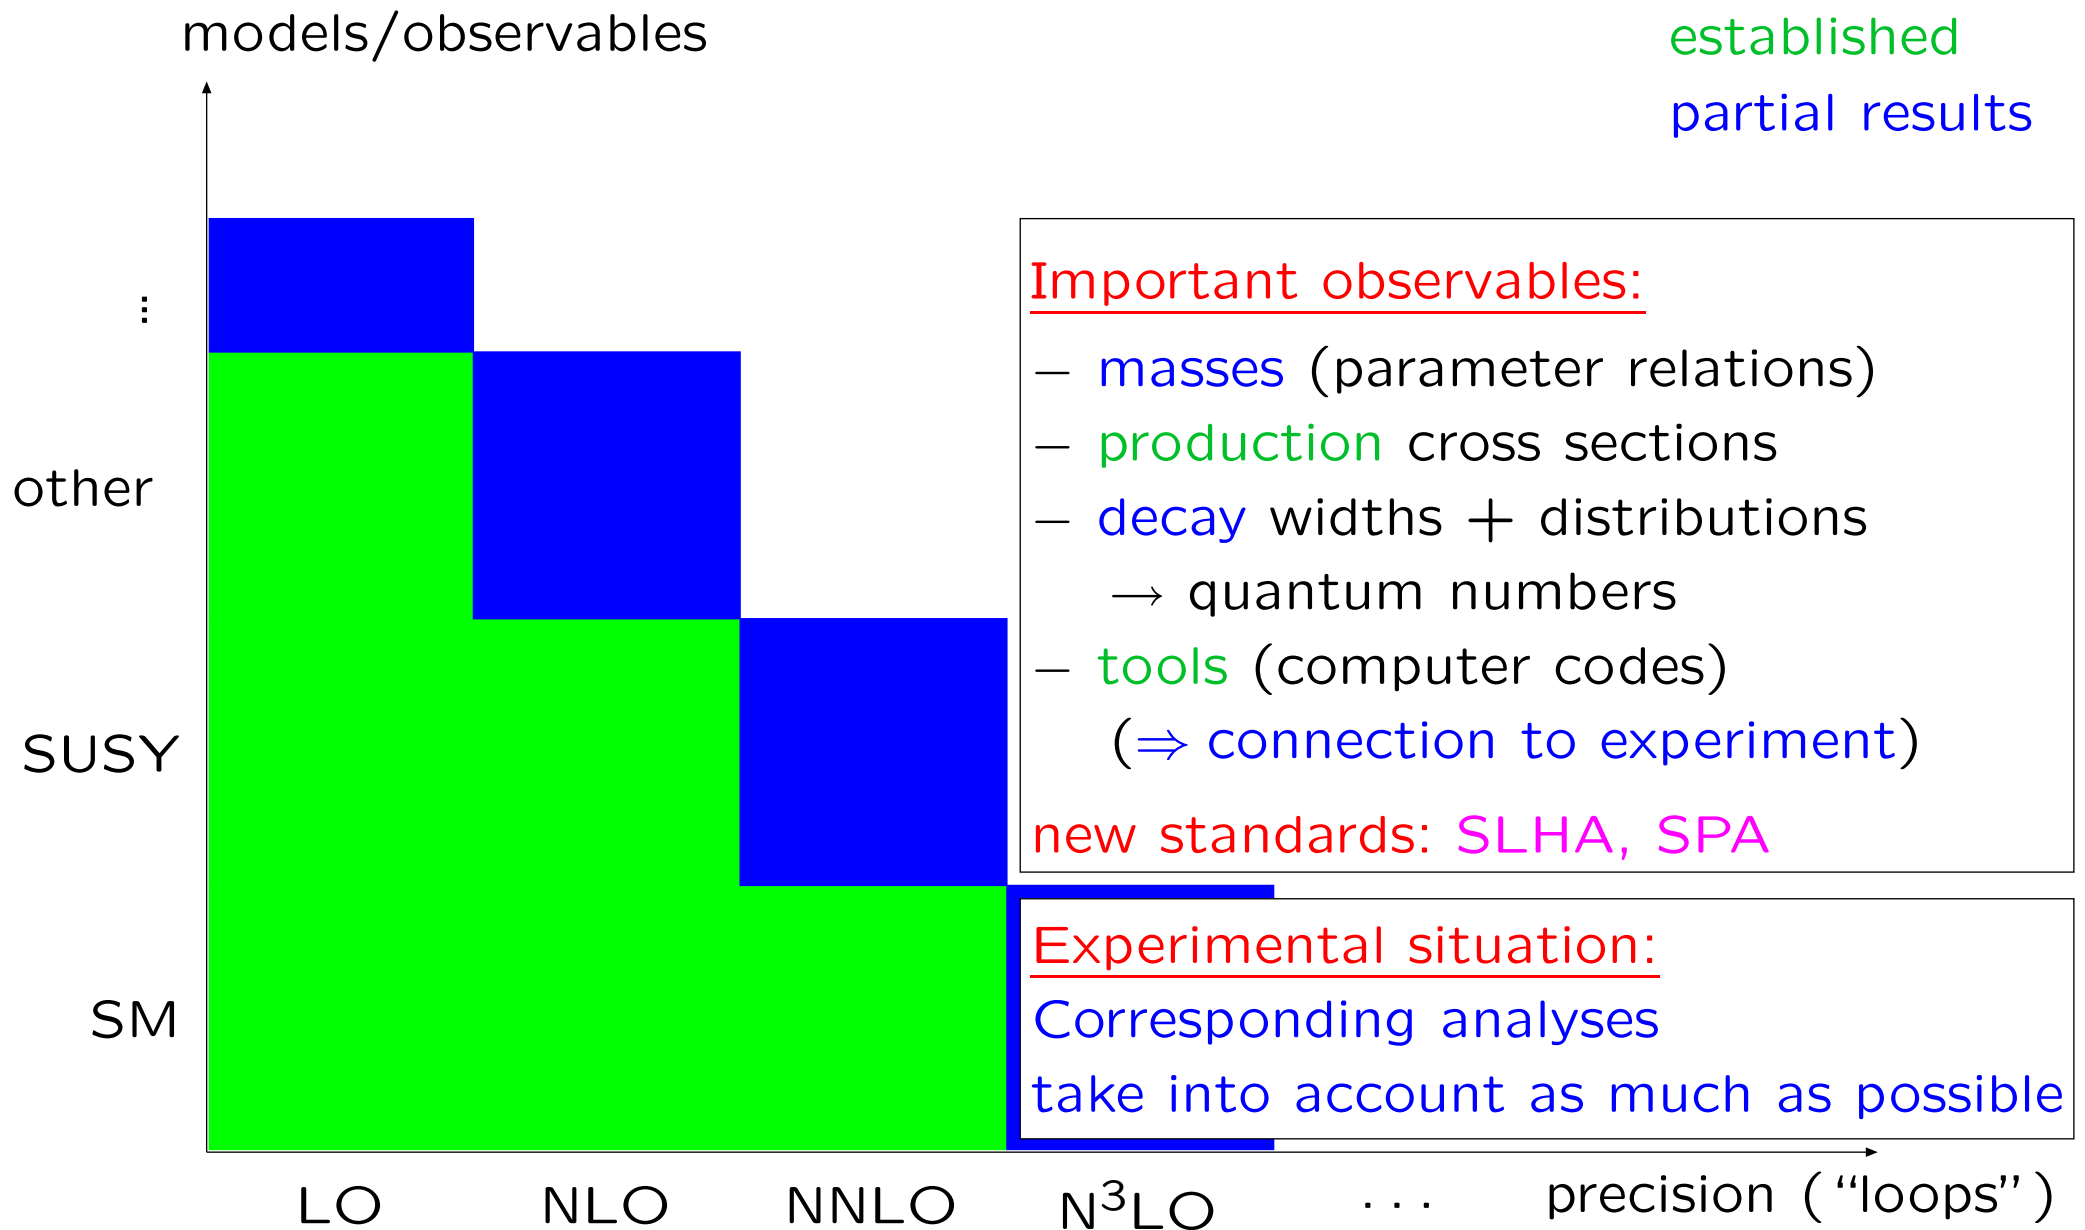 models/observables
established
partial results
Important observables:
– masses (parameter relations)
– production cross sections
– decay widths + distributions
→ quantum numbers
– tools (computer codes)
(⇒ connection to experiment)
new standards: SLHA, SPA
Experimental situation:
Corresponding analyses
take into account as much as possible
⋮
other
SUSY
SM
LO NLO NNLO N³LO ··· precision (“loops”)